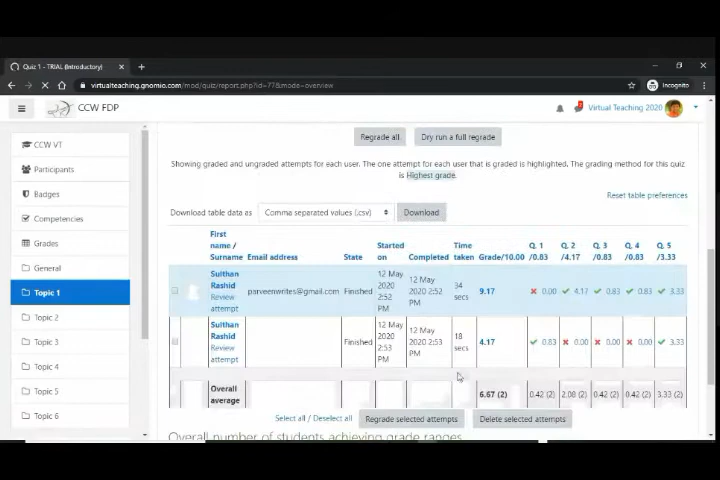 Quiz 1 - TRIAL (Introductory)
virtualteaching.gnomio.com/mod/quiz/report.php?id=77&mode=overview
Incognito
CCW FDP
Virtual Teaching 2020
CCW VT
Participants
Badges
Competencies
Grades
General
Topic 1
Topic 2
Topic 3
Topic 4
Topic 5
Topic 6
Regrade all
Dry run a full regrade
Showing graded and ungraded attempts for each user. The one attempt for each user that is graded is highlighted. The grading method for this quiz
is Highest grade.
Reset table preferences
Download table data as
Comma separated values (.csv)
Download
First name / Surname Email address State Started on Completed Time taken Grade/10.00 Q. 1 /0.83 Q. 2 /4.17 Q. 3 /0.83 Q. 4 /0.83 Q. 5 /3.33
Sulthan Rashid Review attempt parveenwrites@gmail.com Finished 12 May 2020 2:52 PM 12 May 2020 2:52 PM 34 secs 9.17 ✗ 0.00 ✓ 4.17 ✓ 0.83 ✓ 0.83 ✓ 3.33
Sulthan Rashid Review attempt Finished 12 May 2020 2:53 PM 12 May 2020 2:53 PM 18 secs 4.17 ✓ 0.83 ✗ 0.00 ✗ 0.00 ✗ 0.00 ✓ 3.33
Overall average 6.67 (2) 0.42 (2) 2.08 (2) 0.42 (2) 0.42 (2) 3.33 (2)
Select all / Deselect all
Regrade selected attempts
Delete selected attempts
Overall number of students achieving grade ranges